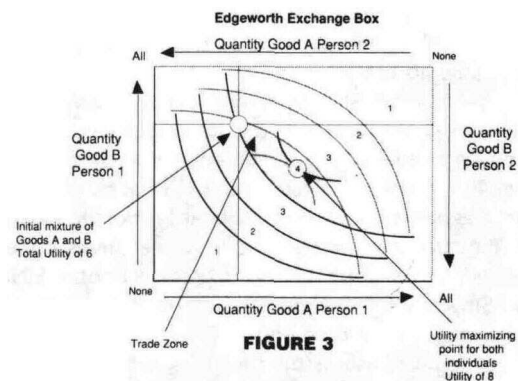 Edgeworth Exchange Box
Quantity Good A Person 2
All
None
1
2
3
4
3
2
1
Quantity
Good B
Person 1
Quantity
Good B
Person 2
Initial mixture of
Goods A and B
Total Utility of 6
None
All
Quantity Good A Person 1
Trade Zone
FIGURE 3
Utility maximizing
point for both
individuals
Utility of 8